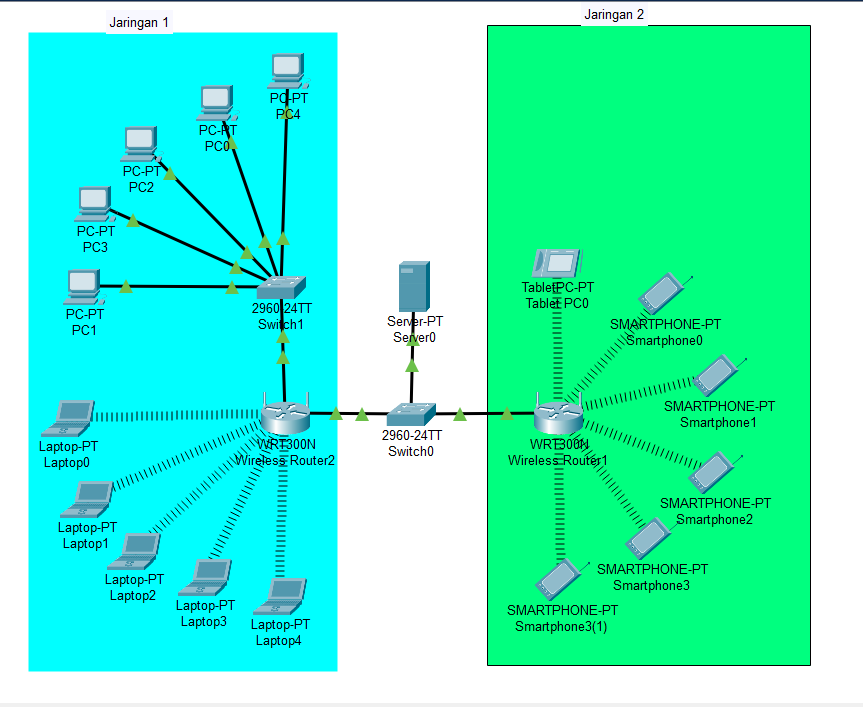 Jaringan 1
Jaringan 2
PC-PT
PC4
PC-PT
PC0
PC-PT
PC2
PC-PT
PC3
PC-PT
PC1
2960-24TT
Switch1
Server-PT
Server0
TabletPC-PT
Tablet PC0
SMARTPHONE-PT
Smartphone0
SMARTPHONE-PT
Smartphone1
WRT300N
Wireless Router2
2960-24TT
Switch0
WRT300N
Wireless Router1
Laptop-PT
Laptop0
SMARTPHONE-PT
Smartphone2
Laptop-PT
Laptop1
SMARTPHONE-PT
Smartphone3
Laptop-PT
Laptop2
Laptop-PT
Laptop3
SMARTPHONE-PT
Smartphone3(1)
Laptop-PT
Laptop4